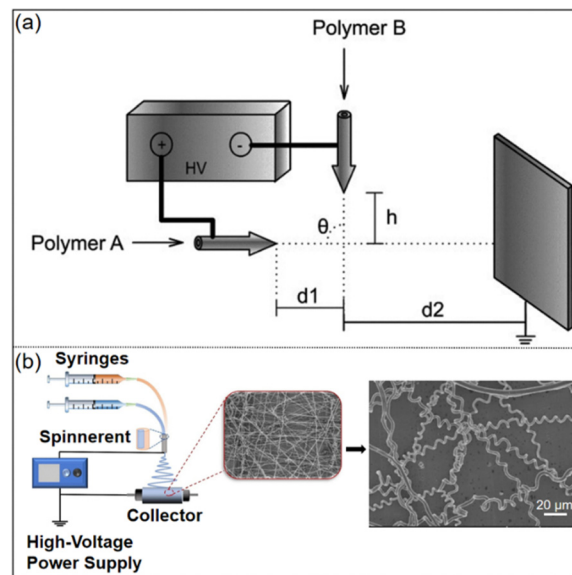 (a)
Polymer B
+
-
HV
Polymer A
θ
h
d1
d2
(b)
Syringes
Spinnerent
Collector
High-Voltage
Power Supply
20 μm